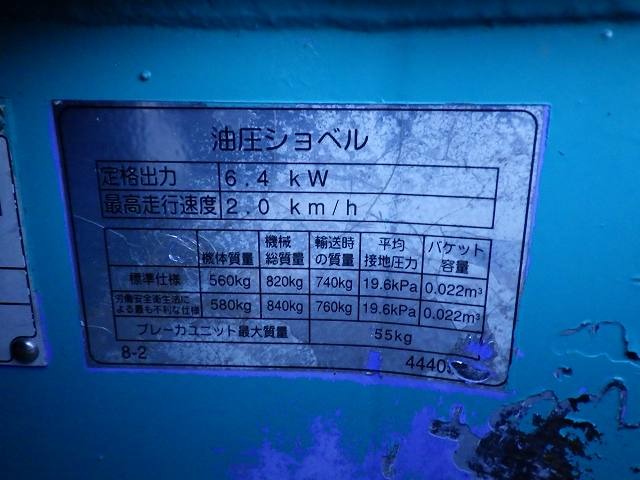 油圧ショベル
定格出力 6.4 kW
最高走行速度 2.0 km/h
機体質量 機械総質量 輸送時の質量 平均接地圧力 バケット容量
標準仕様 560kg 820kg 740kg 19.6kPa 0.022m³
労働安全衛生法による最も不利な仕様 580kg 840kg 760kg 19.6kPa 0.022m³
ブレーカユニット最大質量 55kg
8-2